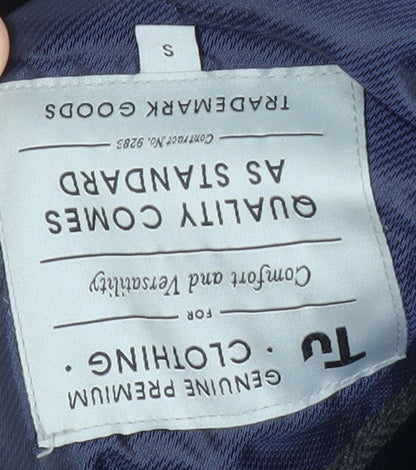 GENUINE PREMIUM
Tu · CLOTHING ·
FOR
Comfort and Versatility
QUALITY COMES
AS STANDARD
Contract No. 9285
TRADEMARK GOODS
S